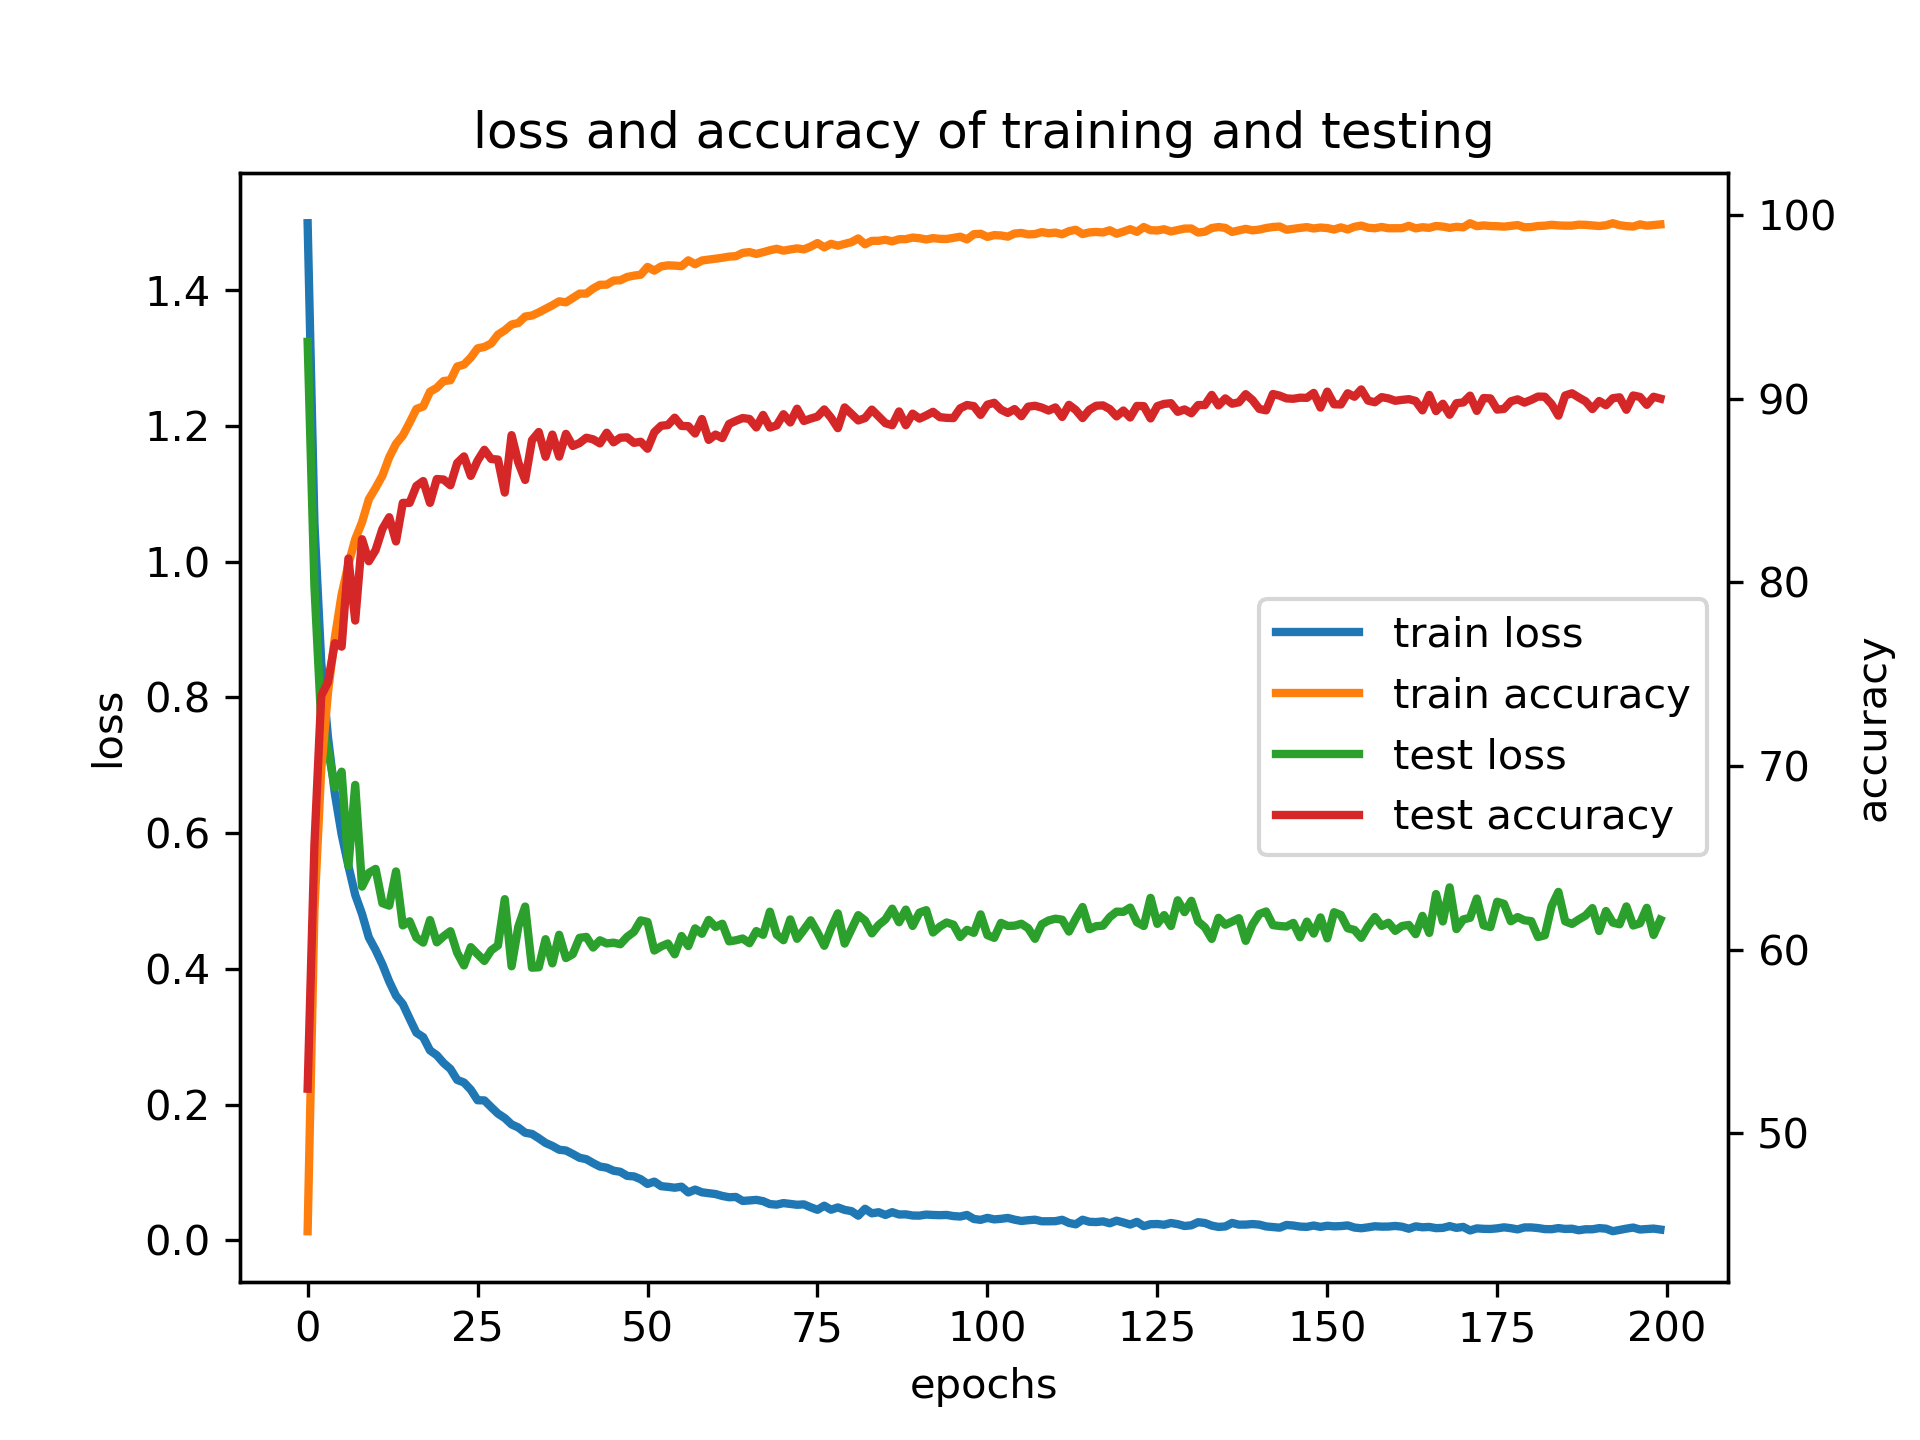 loss and accuracy of training and testing
1.4
1.2
1.0
0.8
0.6
0.4
0.2
0.0
loss
100
90
80
70
60
50
accuracy
train loss
train accuracy
test loss
test accuracy
0 25 50 75 100 125 150 175 200
epochs